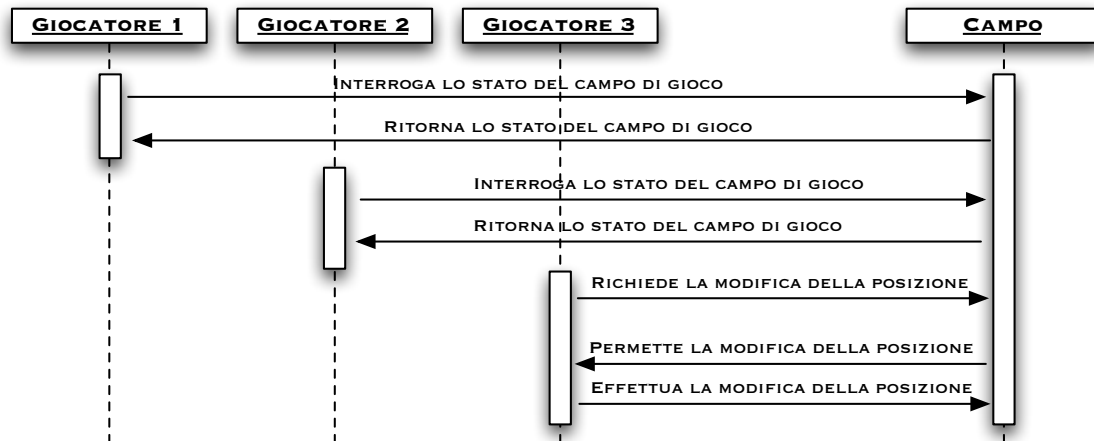 GIOCATORE 1
GIOCATORE 2
GIOCATORE 3
CAMPO
INTERROGA LO STATO DEL CAMPO DI GIOCO
RITORNA LO STATO DEL CAMPO DI GIOCO
INTERROGA LO STATO DEL CAMPO DI GIOCO
RITORNA LO STATO DEL CAMPO DI GIOCO
RICHIEDE LA MODIFICA DELLA POSIZIONE
PERMETTE LA MODIFICA DELLA POSIZIONE
EFFETTUA LA MODIFICA DELLA POSIZIONE